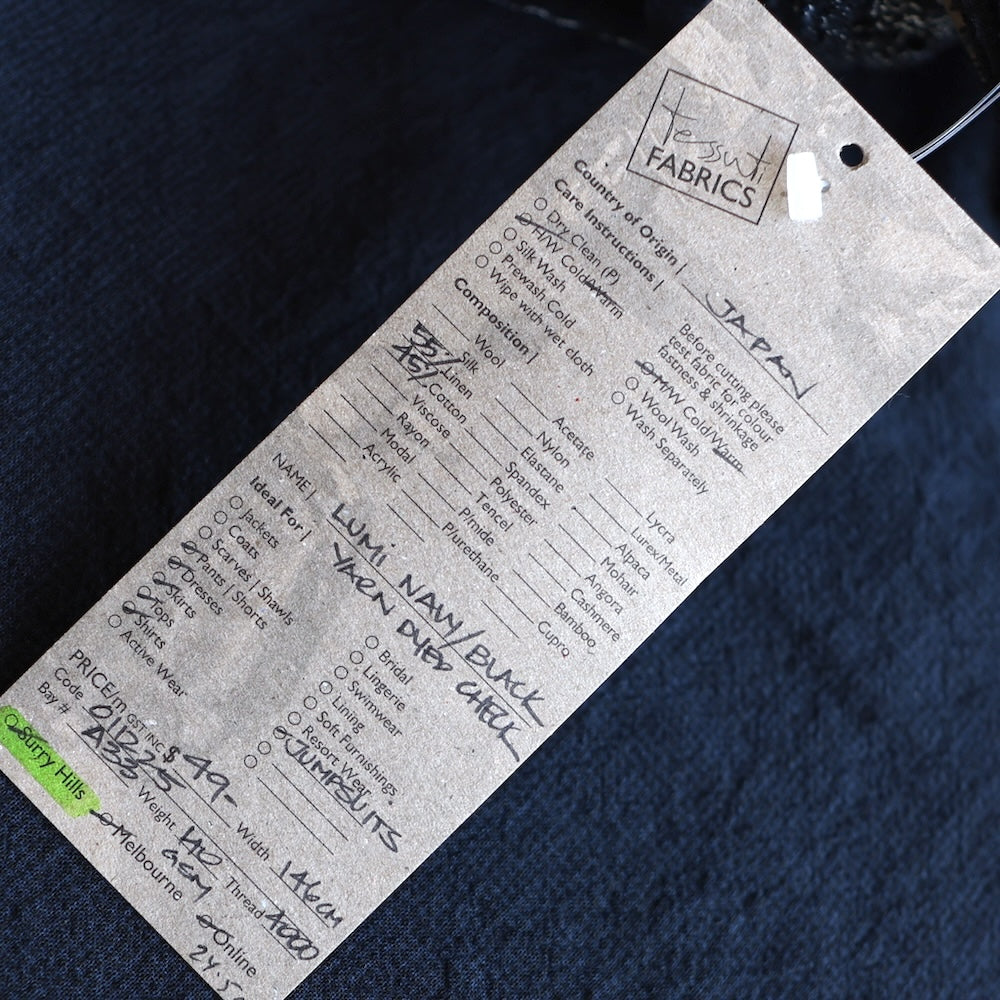 tessuti
FABRICS
Country of Origin | JAPAN
Care Instructions |
Dry Clean (P)
H/W Cold/Warm
Silk Wash
Prewash Cold
Wipe with wet cloth
Before cutting please
test fabric for colour
fastness & shrinkage
H/W Cold/Warm
Wool Wash
Wash Separately
Composition |
Wool
Silk
55/ Linen
45/ Cotton
Viscose
Rayon
Modal
Acrylic
Acetate
Nylon
Elastane
Spandex
Polyester
Tencel
P/mide
P/urethane
Lycra
Lurex/Metal
Alpaca
Mohair
Angora
Cashmere
Bamboo
Cupro
NAME | LUMI NAVY/BLACK
YARN DYED CHECK
Ideal For |
Jackets
Coats
Scarves | Shawls
Pants | Shorts
Dresses
Skirts
Tops
Shirts
Active Wear
Bridal
Lingerie
Swimwear
Lining
Soft Furnishings
Resort Wear
JUMPSUITS
PRICE/m GST INC $ 49-
Width 146CM
Code
Weight
GSM
Thread A000
Bay # A233
Surry Hills
Melbourne
Online